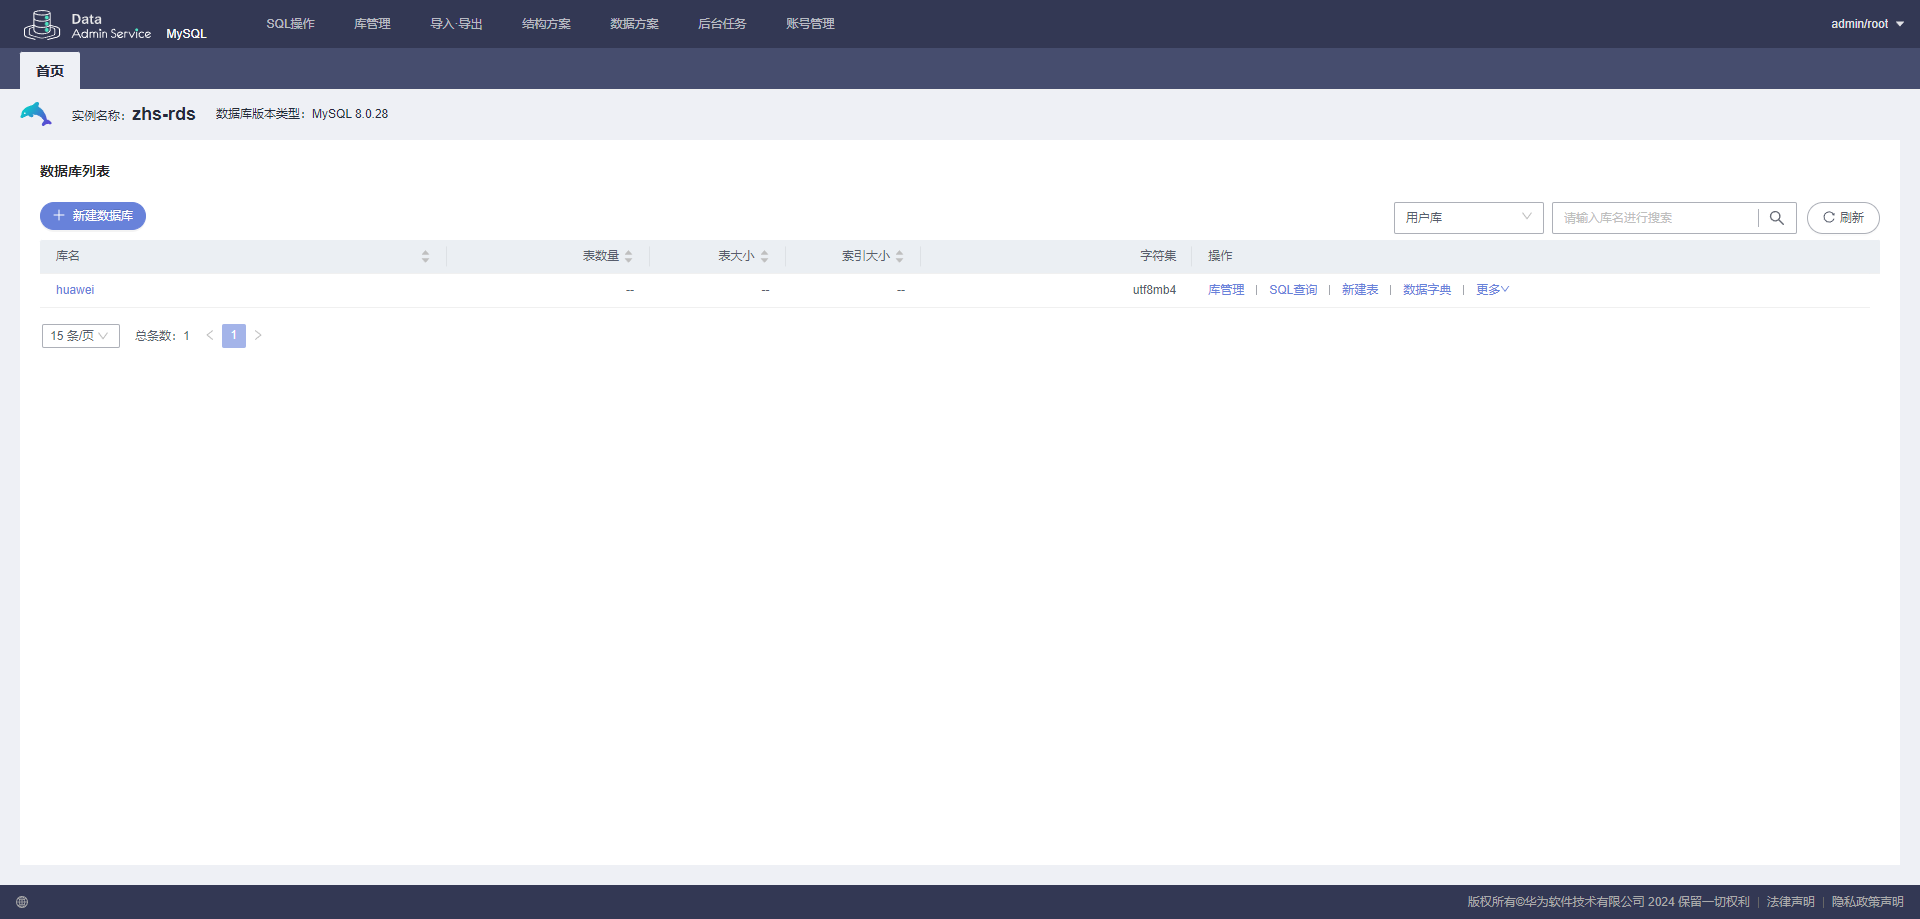 Data
Admin Service MySQL SQL操作 库管理 导入·导出 结构方案 数据方案 后台任务 账号管理 admin/root
首页
实例名称： zhs-rds 数据库版本类型： MySQL 8.0.28
数据库列表
新建数据库 用户库 请输入库名进行搜索 刷新
库名 表数量 表大小 索引大小 字符集 操作
huawei -- -- -- utf8mb4 库管理 | SQL查询 | 新建表 | 数据字典 | 更多
15 条/页 总条数： 1 < 1 >
版权所有©华为软件技术有限公司 2024 保留一切权利 | 法律声明 | 隐私政策声明